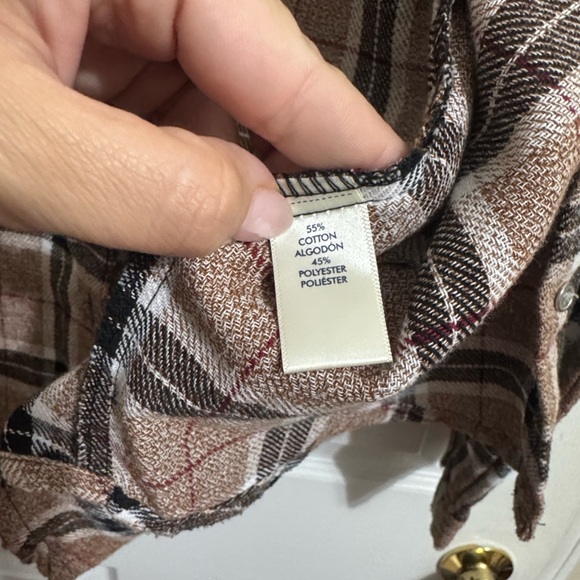 55%
COTTON
ALGODÓN
45%
POLYESTER
POLIÉSTER